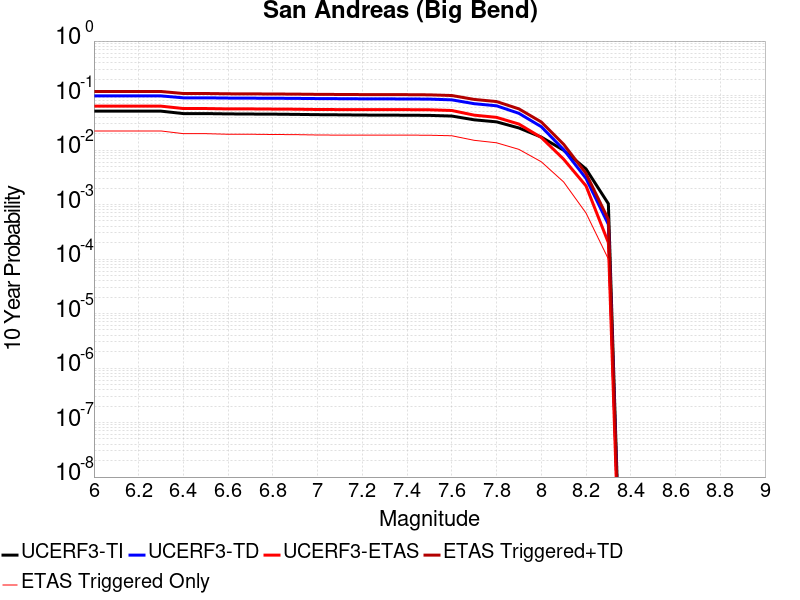 San Andreas (Big Bend)
10 0
10 -1
10 -2
10 -3
10 -4
10 -5
10 -6
10 -7
10 -8
10 Year Probability
6 6.2 6.4 6.6 6.8 7 7.2 7.4 7.6 7.8 8 8.2 8.4 8.6 8.8 9
Magnitude
UCERF3-TI UCERF3-TD UCERF3-ETAS ETAS Triggered+TD
ETAS Triggered Only